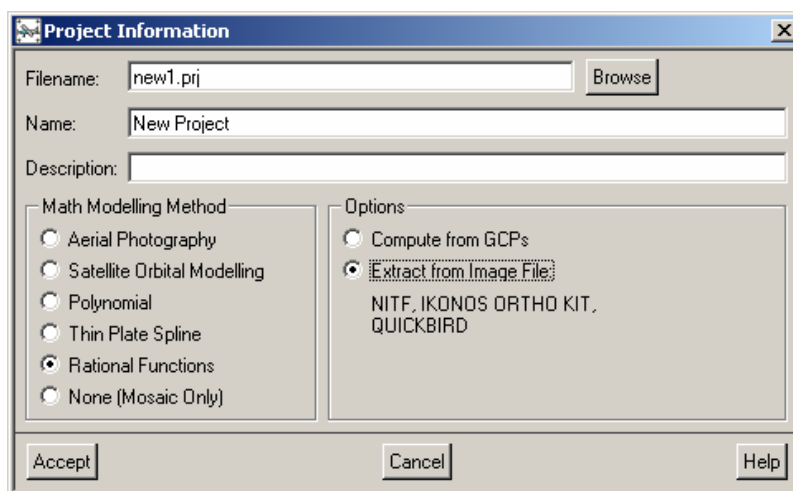 Project Information
Filename: new1.prj Browse
Name: New Project
Description:
Math Modelling Method
Aerial Photography
Satellite Orbital Modelling
Polynomial
Thin Plate Spline
Rational Functions
None (Mosaic Only)
Options
Compute from GCPs
Extract from Image File:
NITF, IKONOS ORTHO KIT,
QUICKBIRD
Accept Cancel Help